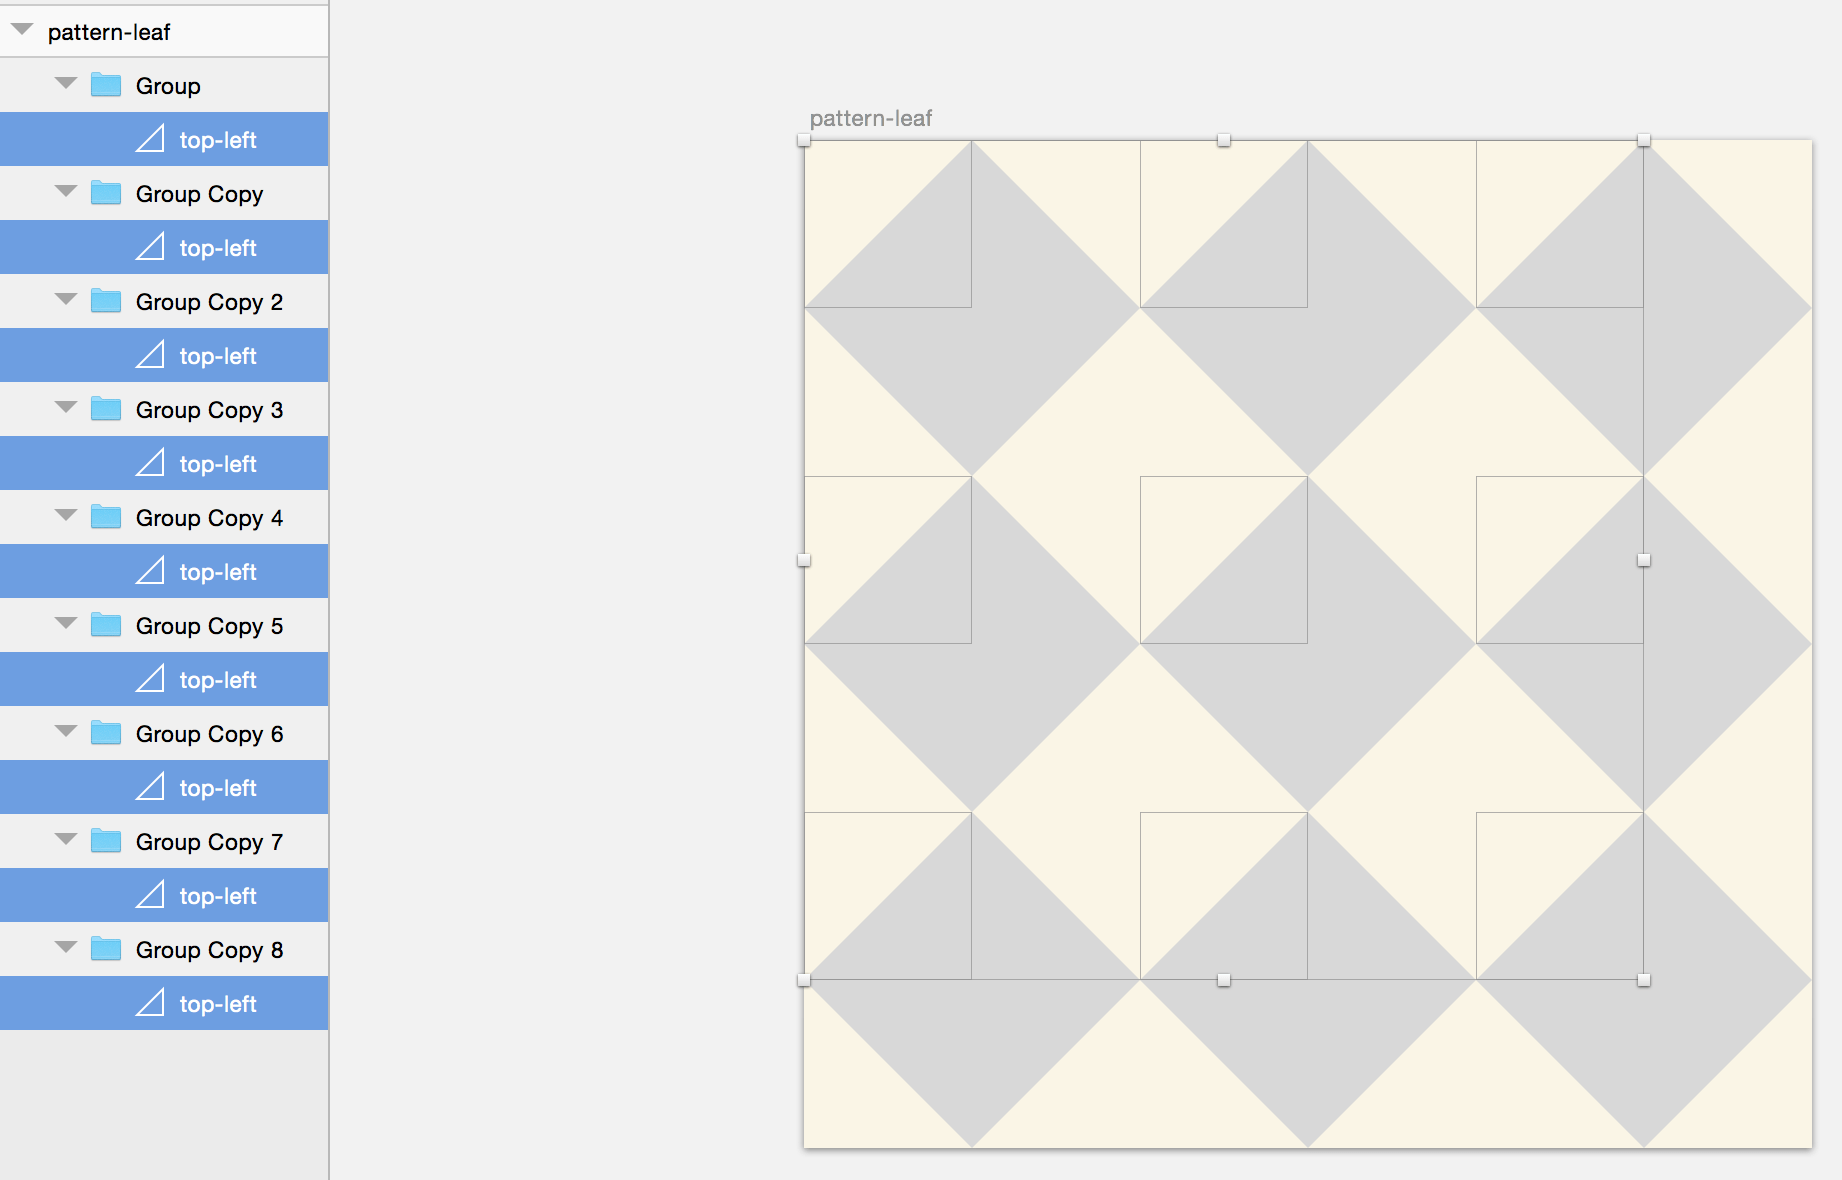 pattern-leaf
Group
top-left
Group Copy
top-left
Group Copy 2
top-left
Group Copy 3
top-left
Group Copy 4
top-left
Group Copy 5
top-left
Group Copy 6
top-left
Group Copy 7
top-left
Group Copy 8
top-left
pattern-leaf